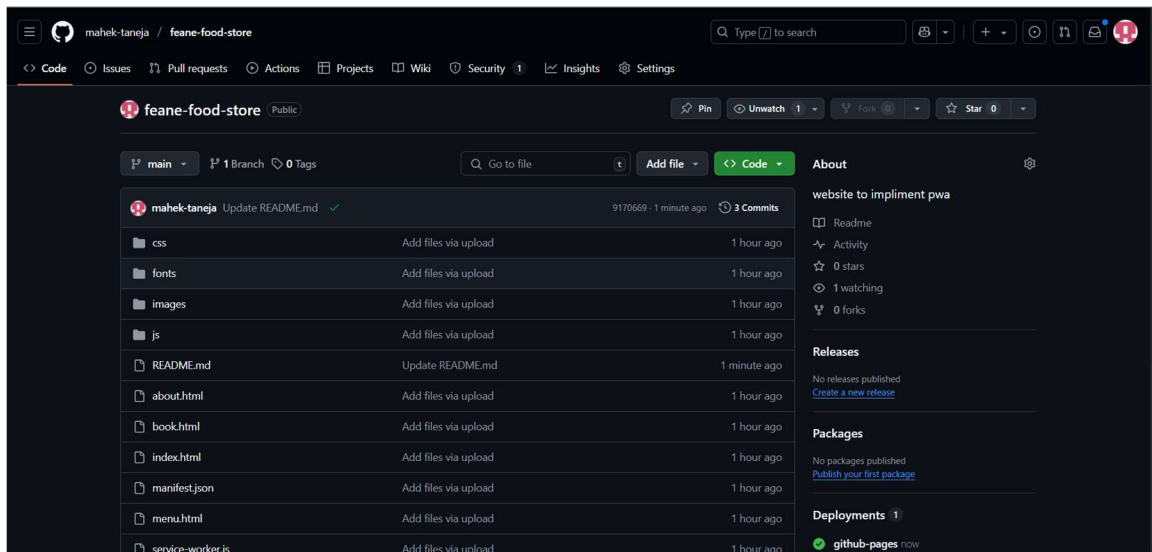 mahek-taneja / feane-food-store
Type / to search
Code Issues Pull requests Actions Projects Wiki Security 1 Insights Settings
feane-food-store Public
Pin Unwatch 1 Fork 0 Star 0
main 1 Branch 0 Tags Go to file t Add file Code
About
website to impliment pwa
mahek-taneja Update README.md 9170669 · 1 minute ago 3 Commits
Readme
css Add files via upload 1 hour ago
Activity
fonts Add files via upload 1 hour ago
0 stars
1 watching
images Add files via upload 1 hour ago
0 forks
js Add files via upload 1 hour ago
Releases
README.md Update README.md 1 minute ago
No releases published
Create a new release
about.html Add files via upload 1 hour ago
book.html Add files via upload 1 hour ago
Packages
index.html Add files via upload 1 hour ago
No packages published
Publish your first package
manifest.json Add files via upload 1 hour ago
menu.html Add files via upload 1 hour ago
Deployments 1
service-worker.js Add files via upload 1 hour ago
github-pages now